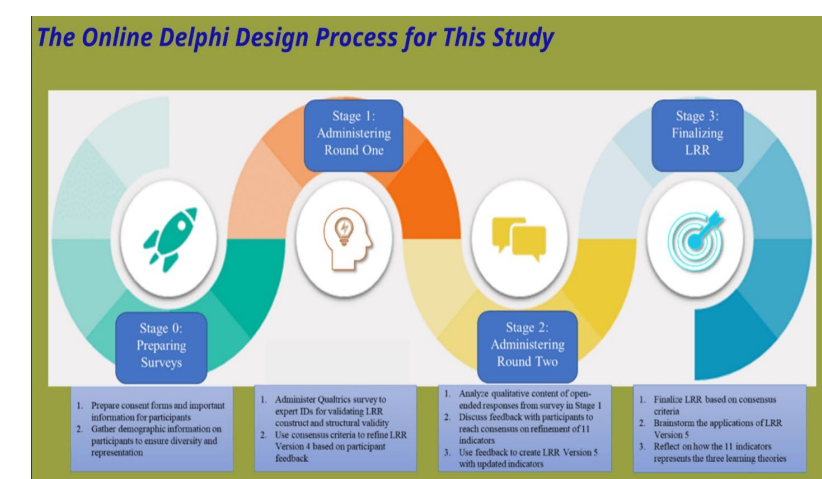 The Online Delphi Design Process for This Study
Stage 1:
Administering
Round One
Stage 3:
Finalizing
LRR
Stage 0:
Preparing
Surveys
Stage 2:
Administering
Round Two
1. Prepare consent forms and important
information for participants
2. Gather demographic information on
participants to ensure diversity and
representation
1. Administer Qualtrics survey to
expert IDs for validating LRR
construct and structural validity
2. Use consensus criteria to refine LRR
Version 4 based on participant
feedback
1. Analyze qualitative content of open-
ended responses from survey in Stage 1
2. Discuss feedback with participants to
reach consensus on refinement of 11
indicators
3. Use feedback to create LRR Version 5
with updated indicators
1. Finalize LRR based on consensus
criteria
2. Brainstorm the applications of LRR
Version 5
3. Reflect on how the 11 indicators
represents the three learning theories